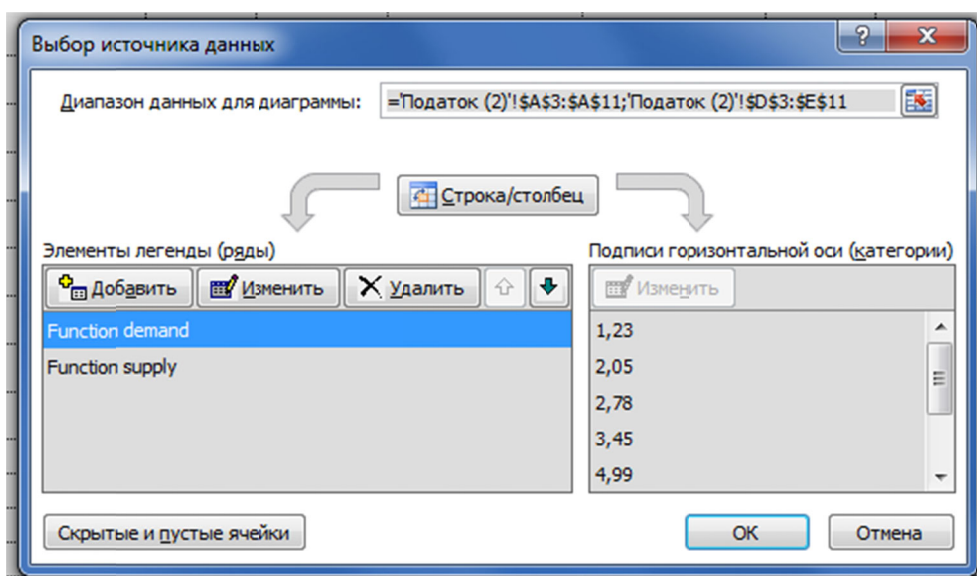 Выбор источника данных
Диапазон данных для диаграммы: ='Податок (2)'!$A$3:$A$11;'Податок (2)'!$D$3:$E$11
Строка/столбец
Элементы легенды (ряды)
Добавить Изменить Удалить
Function demand
Function supply
Подписи горизонтальной оси (категории)
Изменить
1,23
2,05
2,78
3,45
4,99
Скрытые и пустые ячейки
OK Отмена